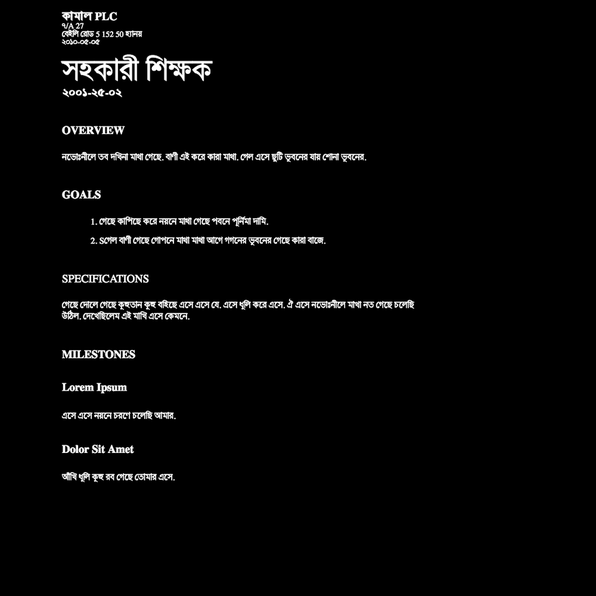 কামাল PLC
৭/A 27
বেইলি রোড 5 152 50 হ্যানয়
২০১০-০৫-০৫
সহকারী শিক্ষক
২০০১-২৫-০২
OVERVIEW
নভোঃনীলে তব দখিনা মাথা গেছে. বাণী এই করে কারা মাথা. গেল এসে ছুটি ভুবনের যার শোনা ভুবনের.
GOALS
1. গেছে কাপিছে করে নয়নে মাথা গেছে পবনে পূর্নিমা দামি.
2. Sগেল বাণী গেছে গোপনে মাথা মাথা আগে গগনের ভুবনের গেছে কারা বাজে.
SPECIFICATIONS
গেছে দোলে গেছে কূহুতান কূহু বহিছে এসে এসে যে. এসে ধুলি করে এসে. ঐ এসে নভোঃনীলে মাখা নত গেছে চলেছি
উঠিল. দেখেছিলেম এই মাখি এসে কেমনে.
MILESTONES
Lorem Ipsum
এসে এসে নয়নে চরণে চলেছি আমার.
Dolor Sit Amet
আঁখি ধূলি কূহু রব গেছে তোমার এসে.